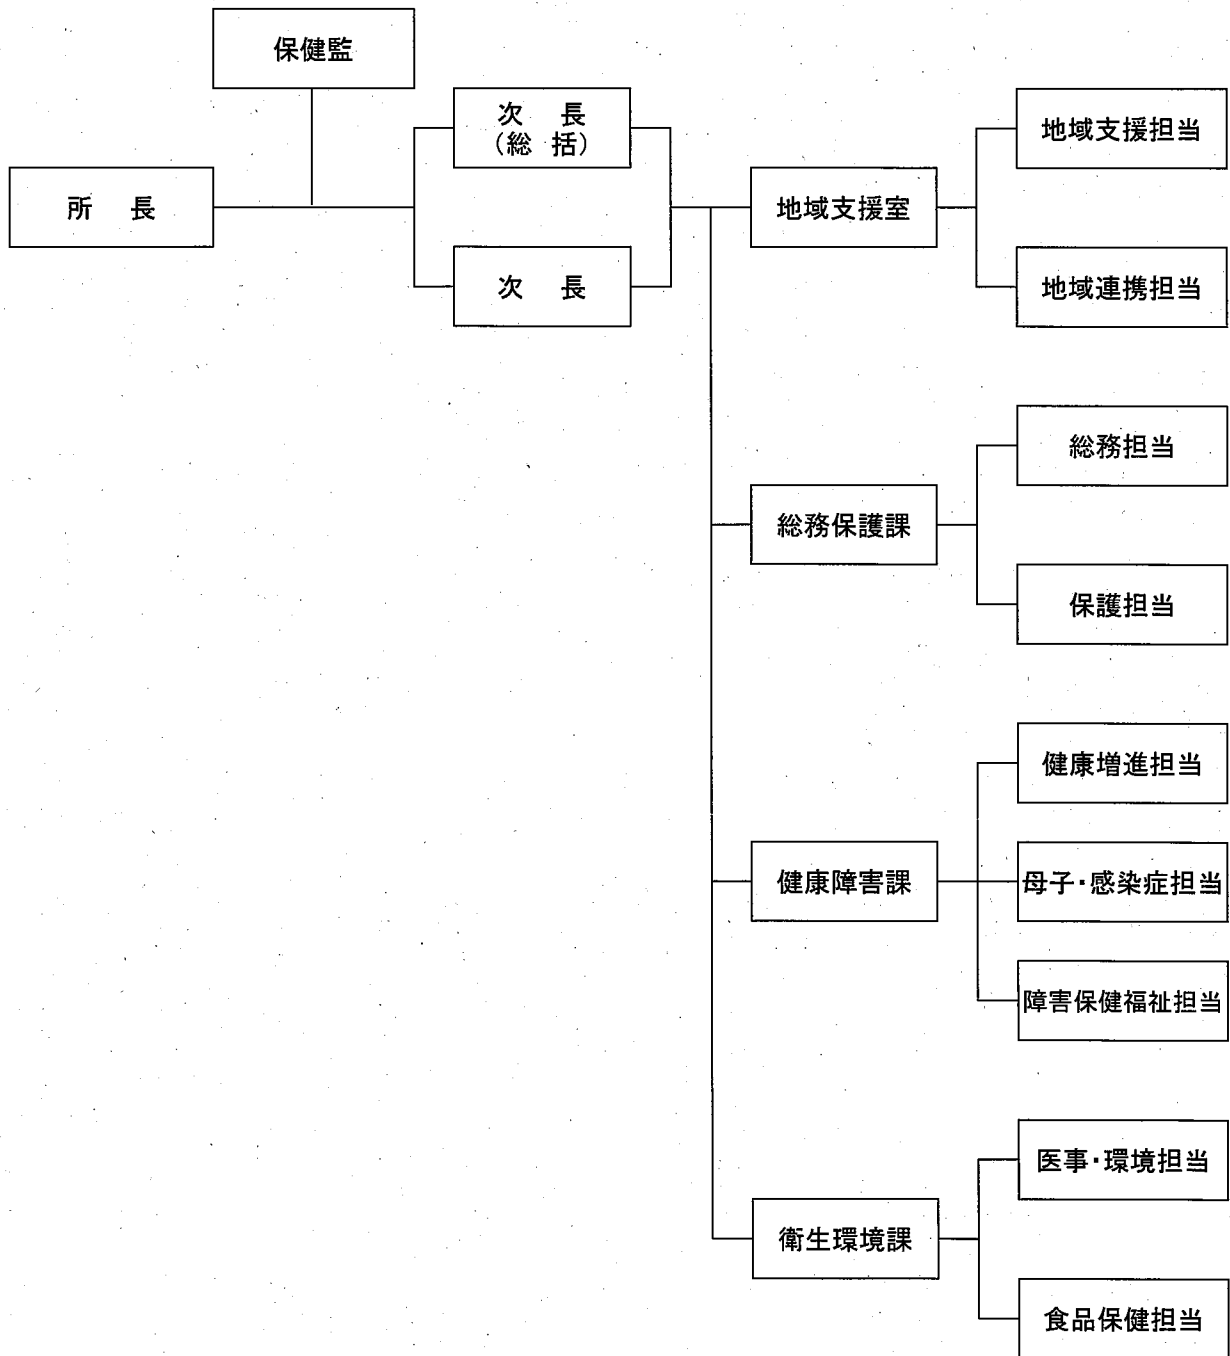 保健監
次　長
（総　括）
所　長
次　長
地域支援室
地域支援担当
地域連携担当
総務保護課
総務担当
保護担当
健康障害課
健康増進担当
母子・感染症担当
障害保健福祉担当
衛生環境課
医事・環境担当
食品保健担当